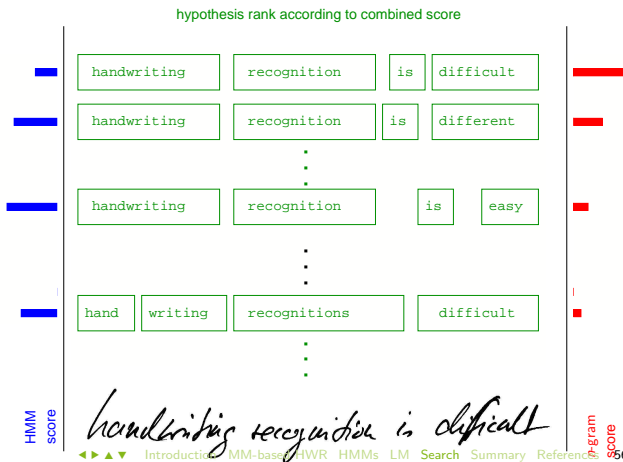 hypothesis rank according to combined score
handwriting recognition is difficult
handwriting recognition is different
handwriting recognition is easy
hand writing recognitions difficult
HMM score
n-gram score
handwriting recognition is difficult
Introduction MM-based HWR HMMs LM Search Summary References 56